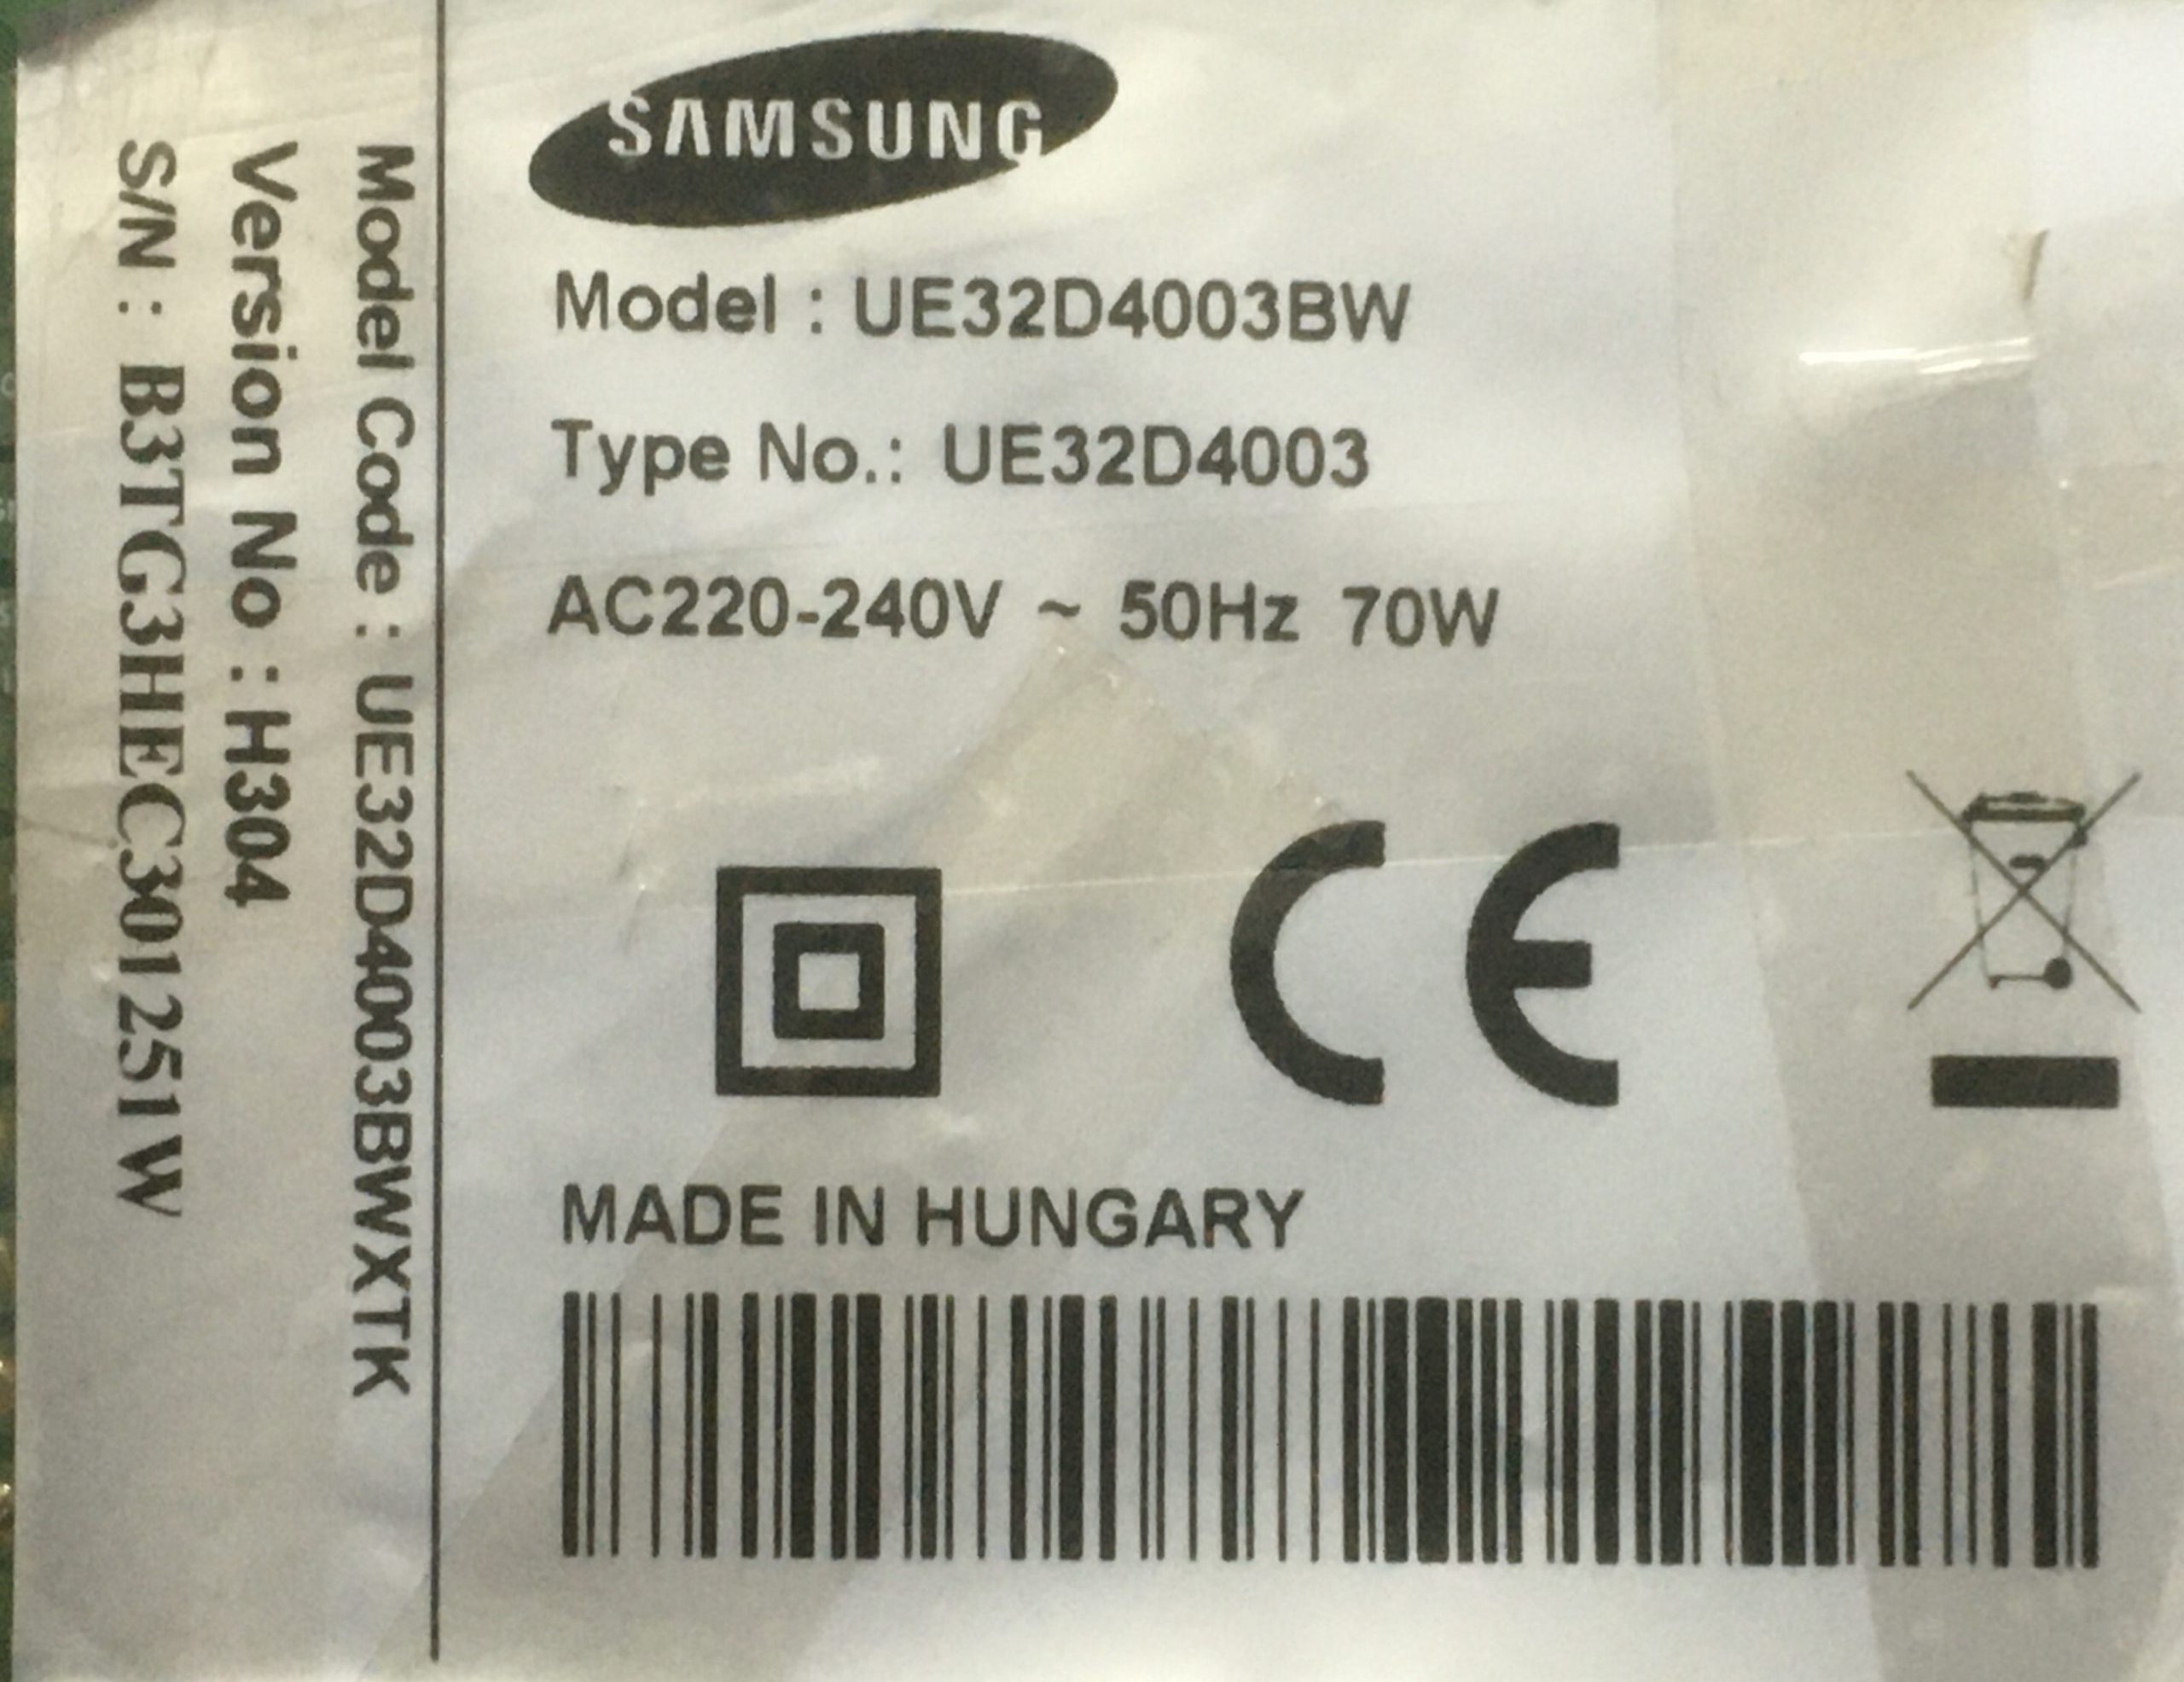 SAMSUNG
Model : UE32D4003BW
Type No.: UE32D4003
AC220-240V ~ 50Hz 70W
CE
MADE IN HUNGARY
Model Code : UE32D4003BWXTK
Version No : H304
S/N : B3TG3HEC301251W